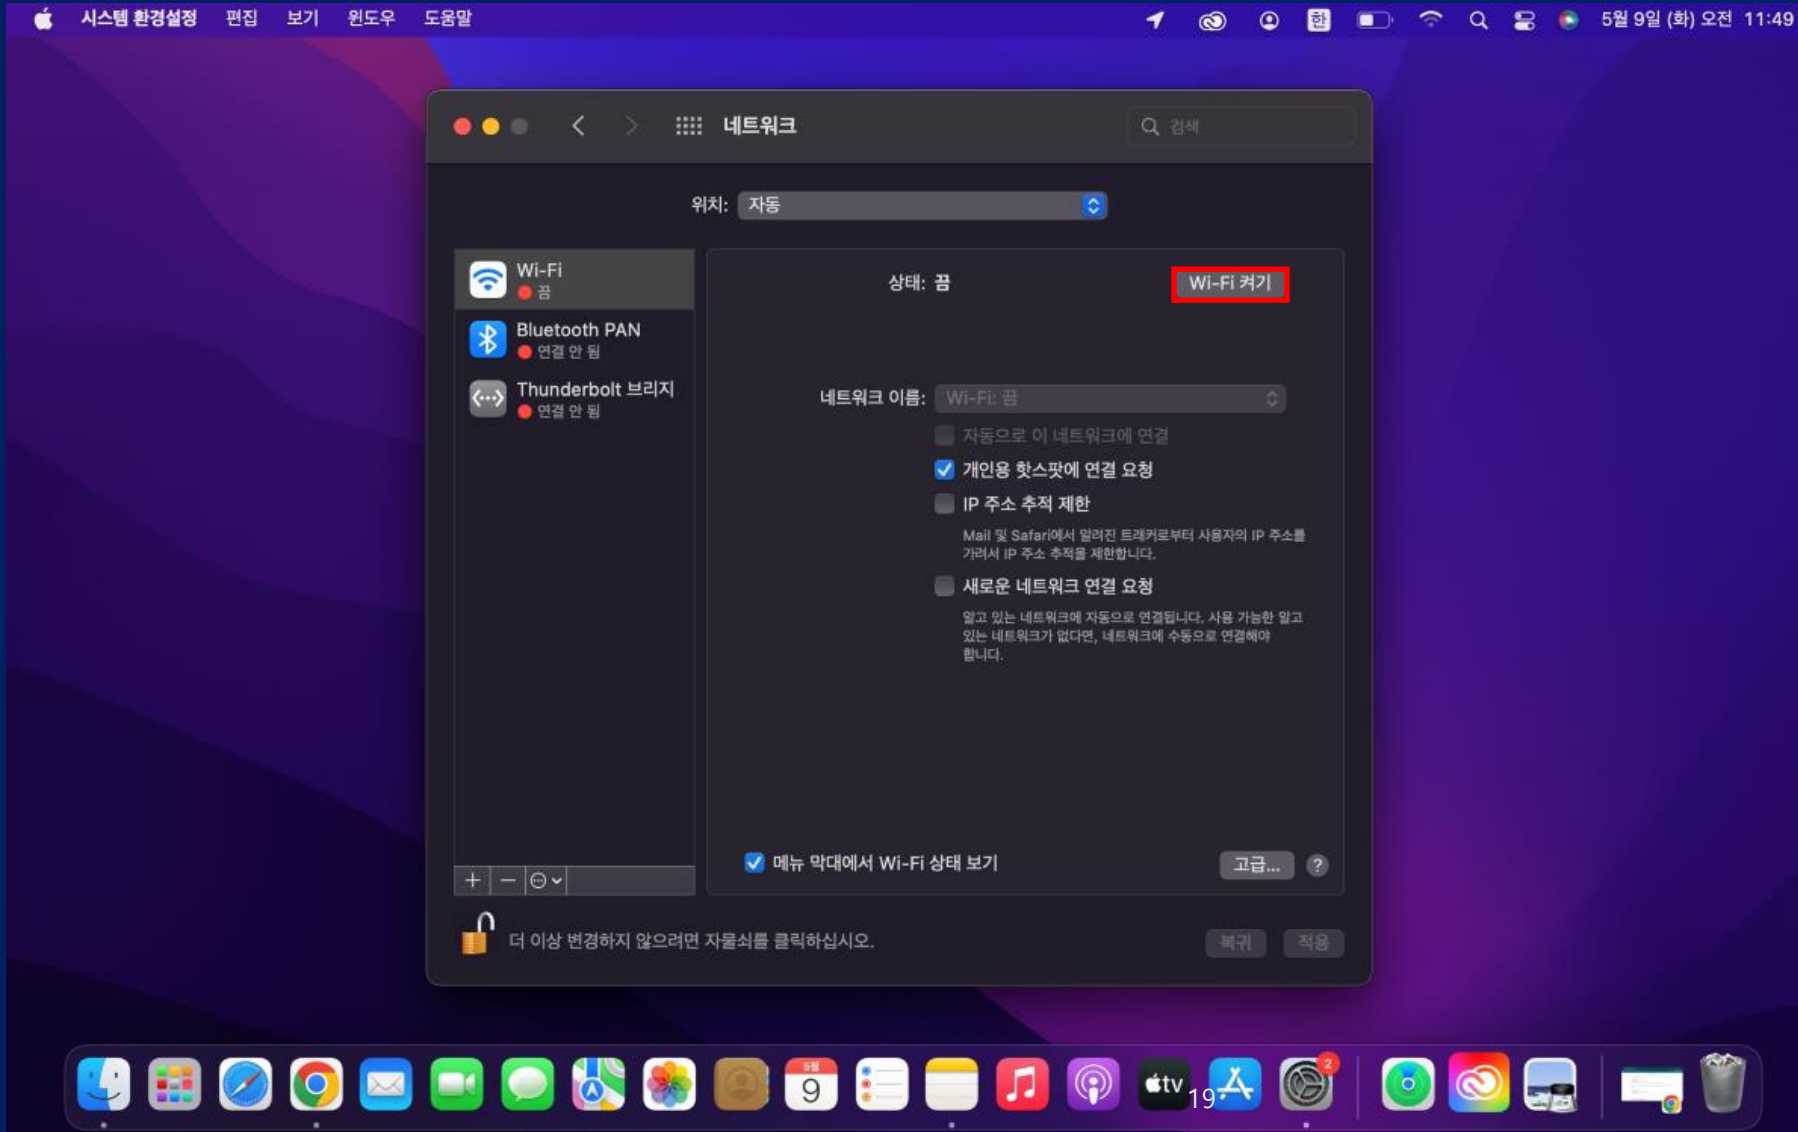 시스템 환경설정 편집 보기 윈도우 도움말 한 5월 9일 (화) 오전 11:49
네트워크 검색
위치: 자동
Wi-Fi
끔
Bluetooth PAN
연결 안 됨
Thunderbolt 브리지
연결 안 됨
상태: 끔 Wi-Fi 켜기
네트워크 이름: Wi-Fi: 끔
자동으로 이 네트워크에 연결
개인용 핫스팟에 연결 요청
IP 주소 추적 제한
Mail 및 Safari에서 알려진 트래커로부터 사용자의 IP 주소를
가려서 IP 주소 추적을 제한합니다.
새로운 네트워크 연결 요청
알고 있는 네트워크에 자동으로 연결됩니다. 사용 가능한 알고
있는 네트워크가 없다면, 네트워크에 수동으로 연결해야
합니다.
메뉴 막대에서 Wi-Fi 상태 보기 고급... ?
더 이상 변경하지 않으려면 자물쇠를 클릭하십시오. 복귀 적용
5월
9
tv
19
2